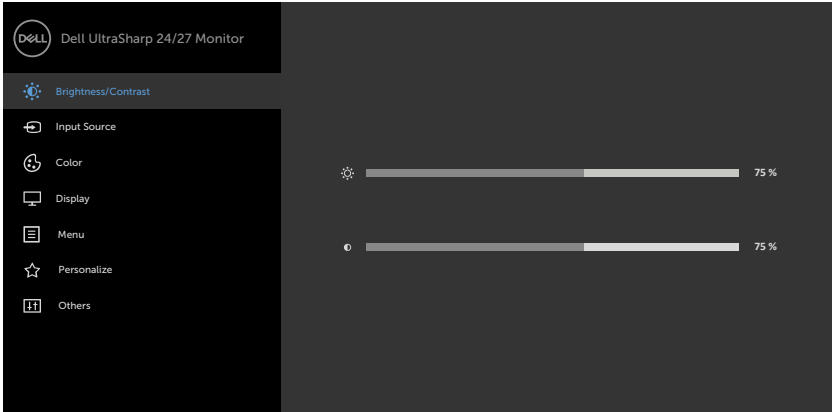 DELL Dell UltraSharp 24/27 Monitor
Brightness/Contrast
Input Source
Color
75 %
Display
Menu
75 %
Personalize
Others